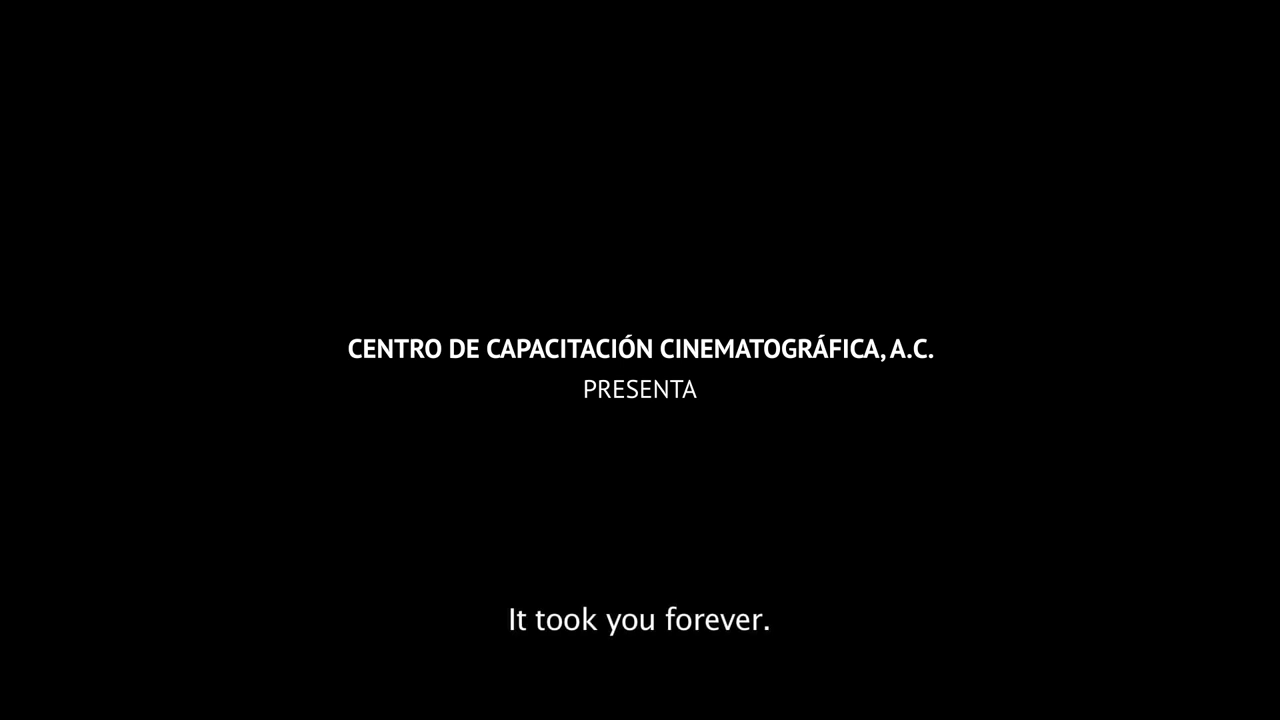 CENTRO DE CAPACITACIÓN CINEMATOGRÁFICA, A.C.
PRESENTA
It took you forever.